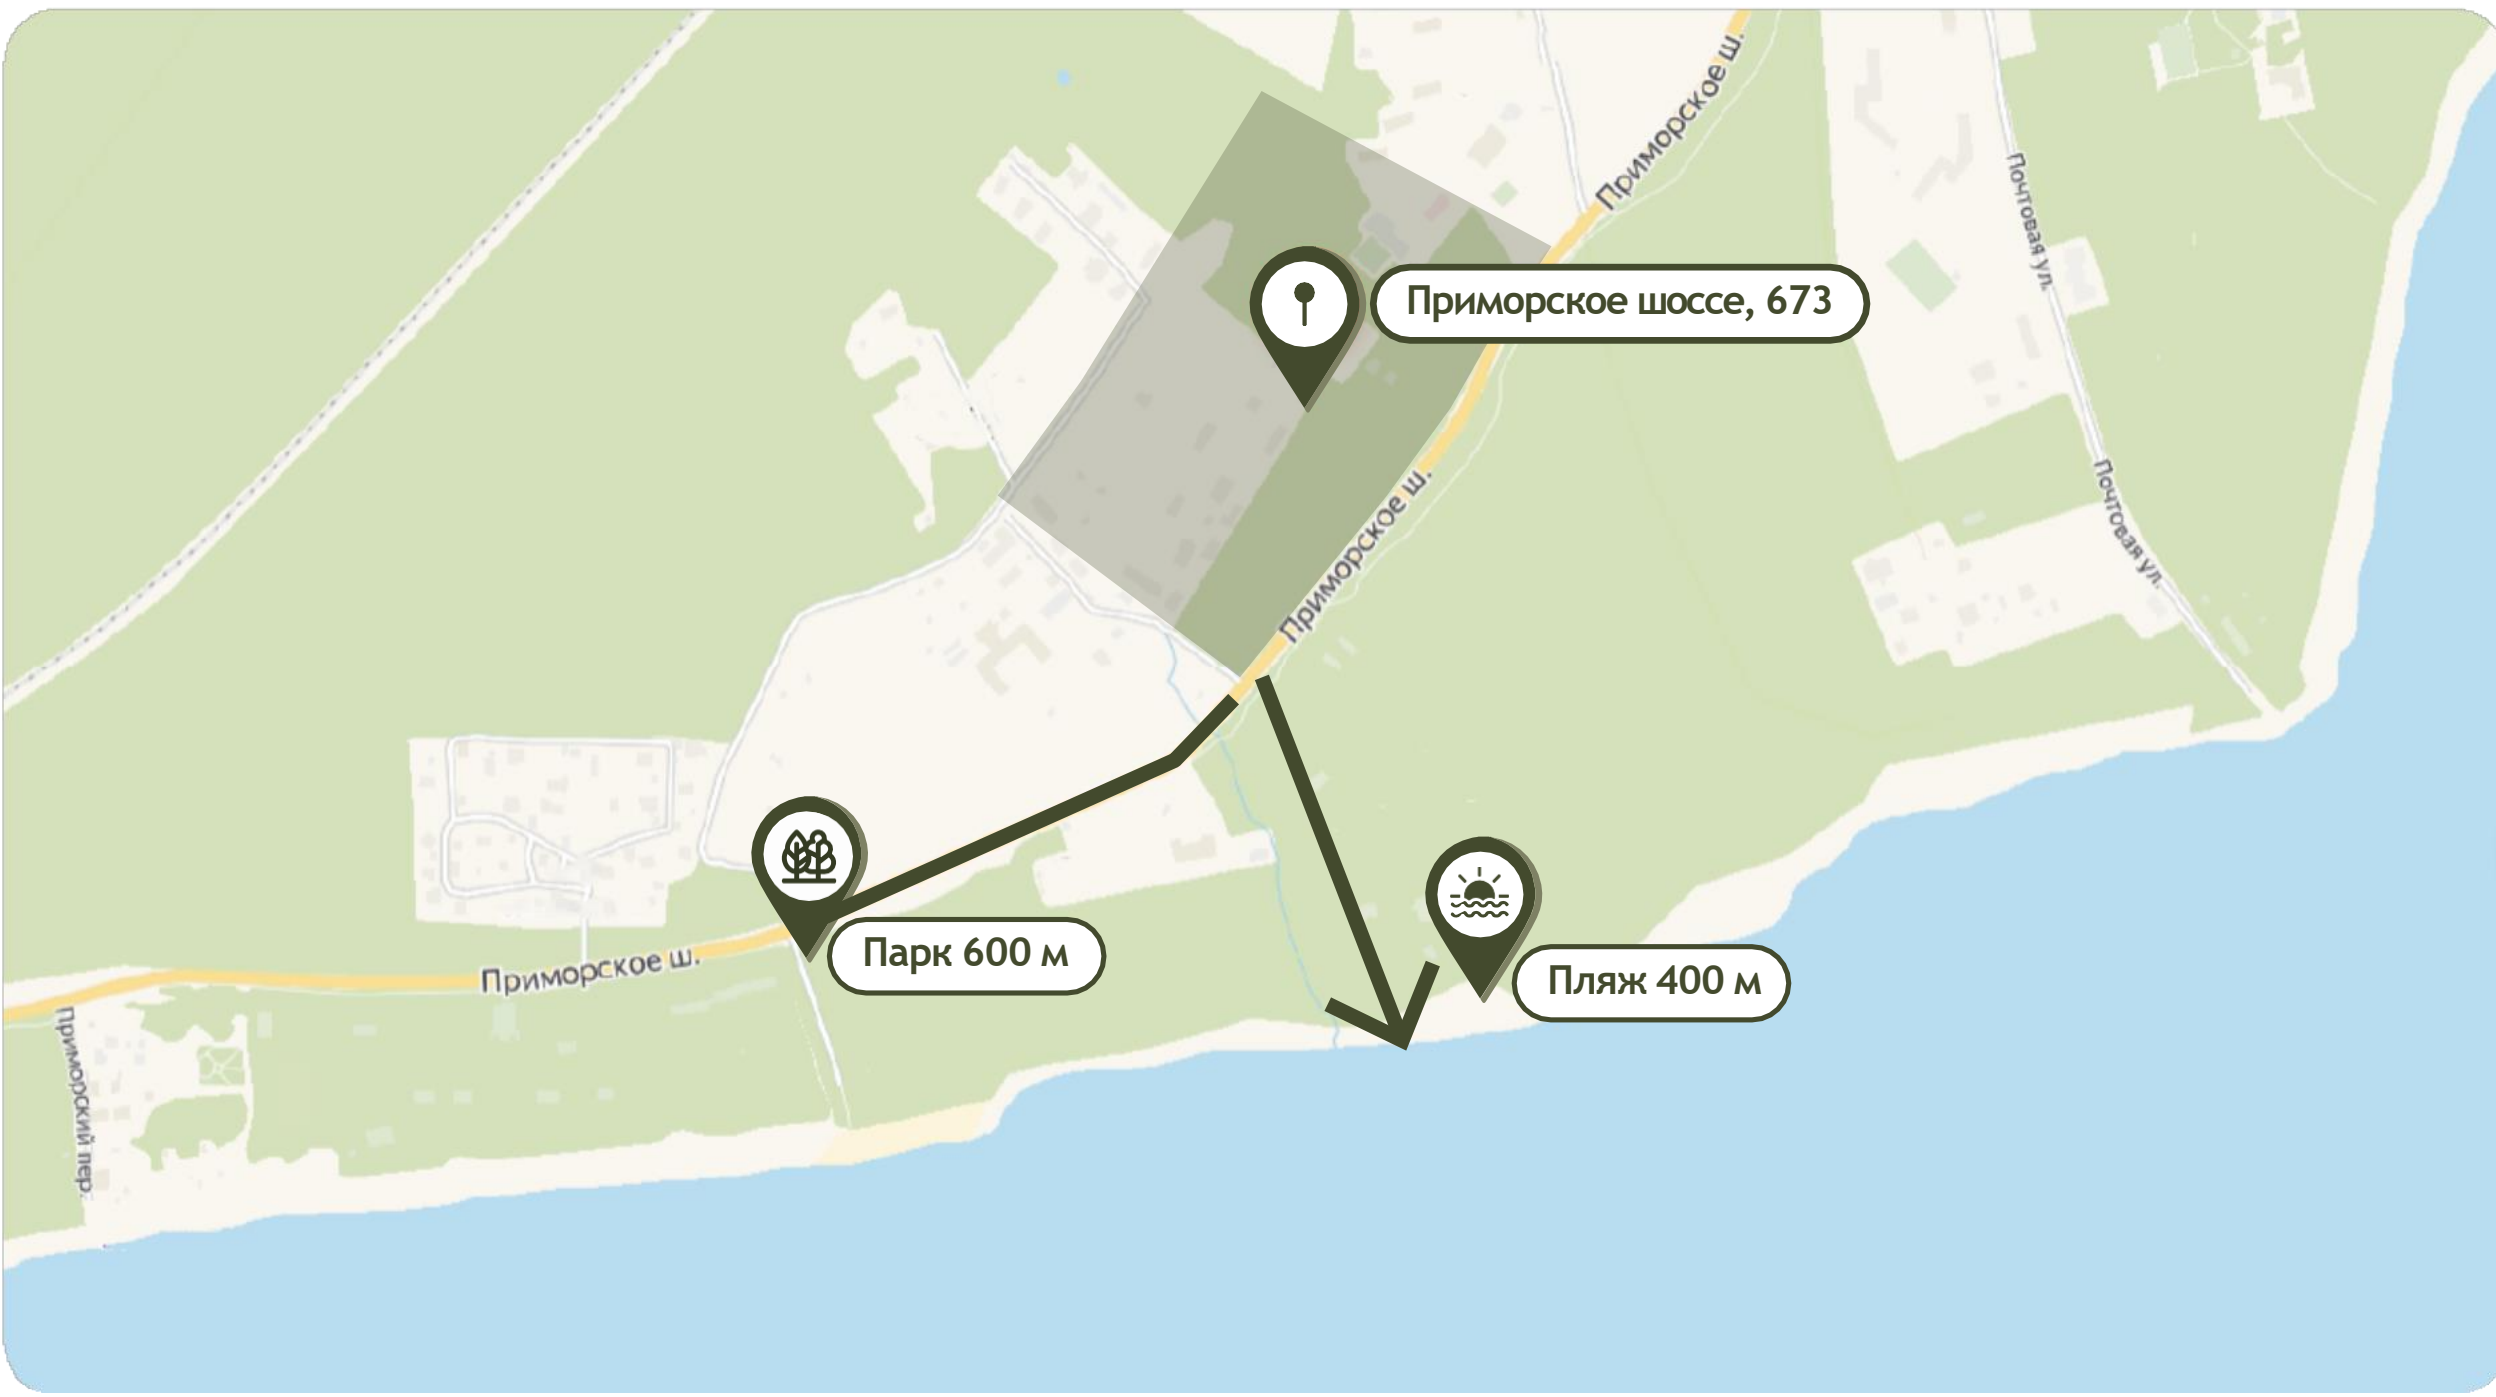 Приморское ш.
Почтовая ул.
Приморское шоссе, 673
Почтовая ул.
Приморское ш.
Парк 600 м
Пляж 400 м
Приморское ш.
Приморский пер.